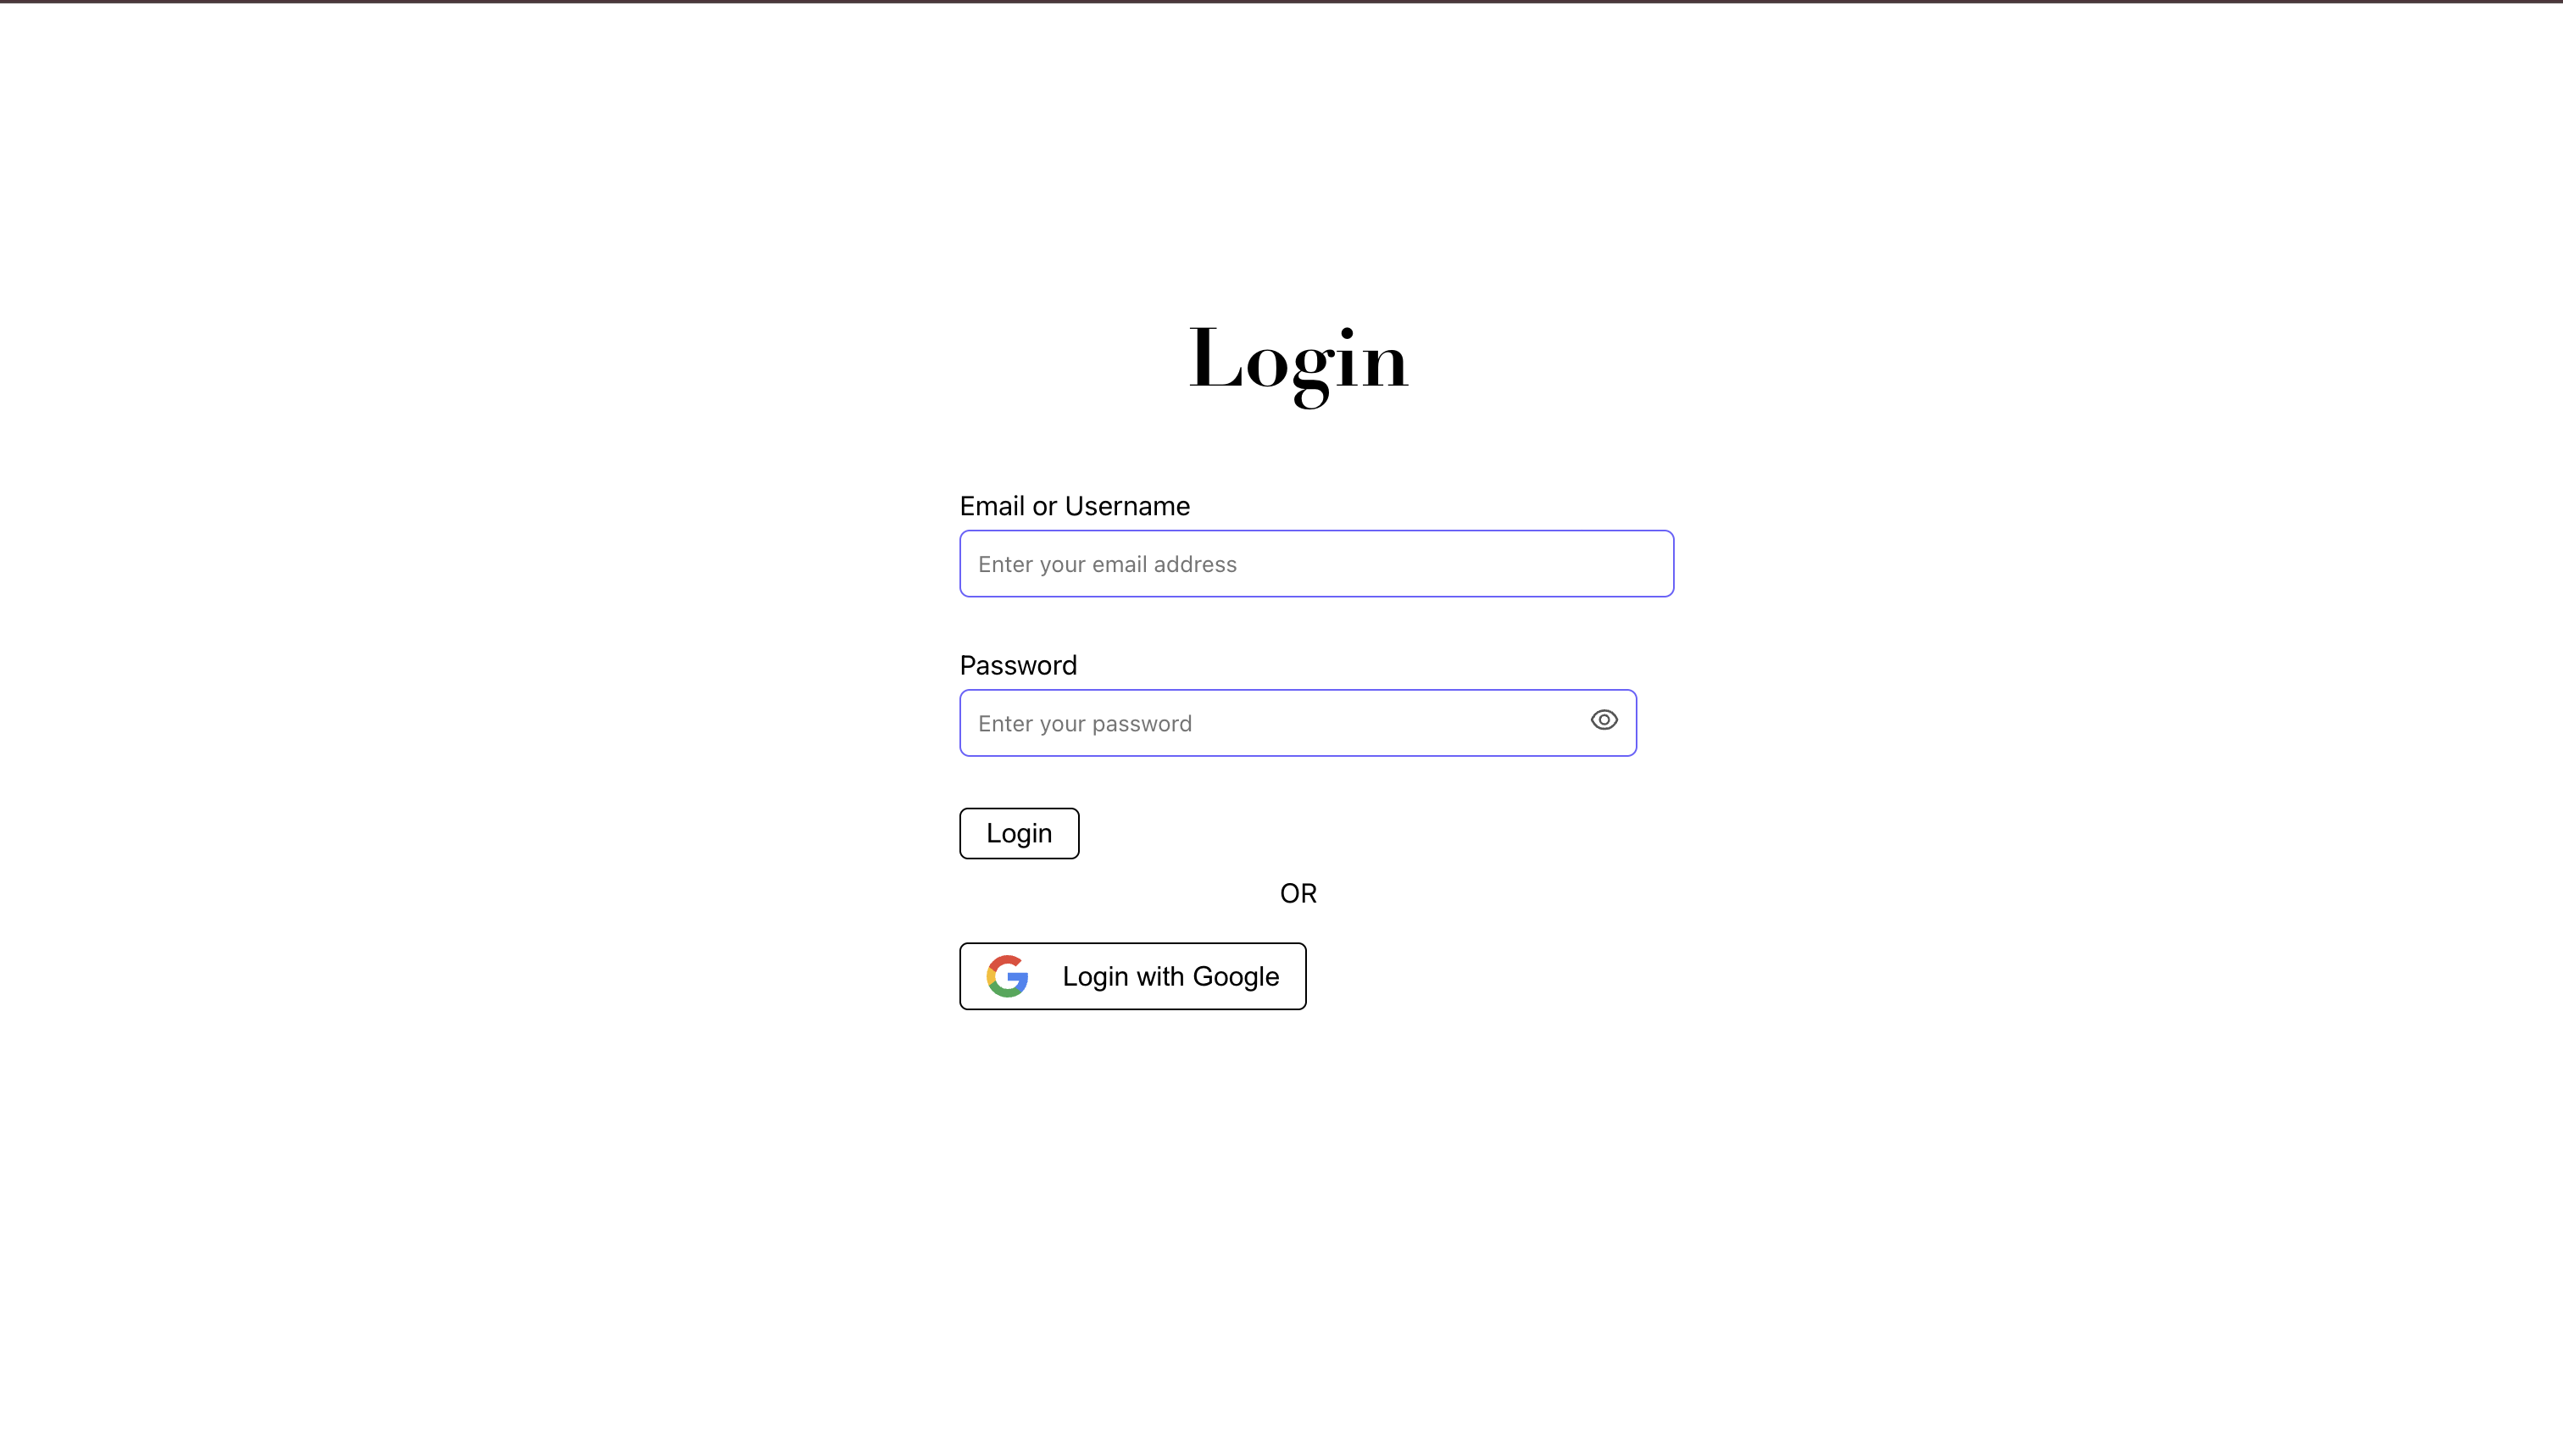 Login
Email or Username
Enter your email address
Password
Enter your password
Login
OR
Login with Google